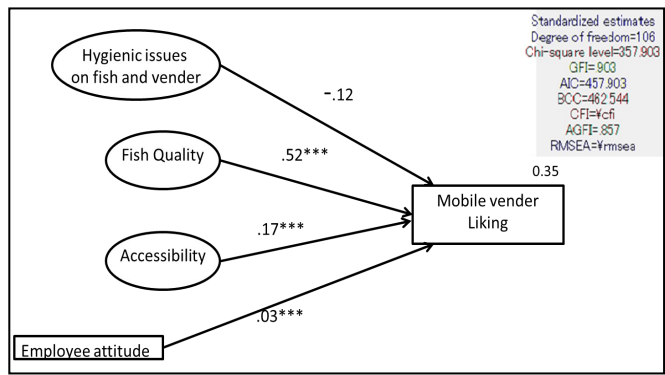 Standardized estimates
Degree of freedom=106
Chi-square level=357.903
GFI=.903
AIC=457.903
BCC=462.544
CFI=¥cfi
AGFI=.857
RMSEA=¥rmsea
Hygienic issues
on fish and vender
-.12
Fish Quality
.52***
0.35
Mobile vender
Liking
.17***
Accessibility
.03***
Employee attitude